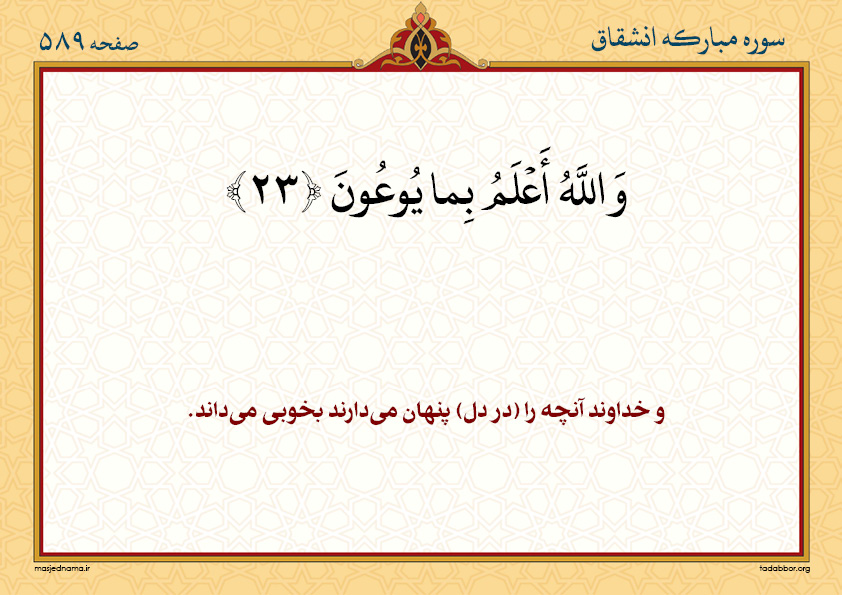 سوره مبارکه انشقاق
صفحه ۵۸۹
وَ اللَّهُ أَعْلَمُ بِما يُوعُونَ ﴿۲۳﴾
و خداوند آنچه را (در دل) پنهان می‌دارند بخوبی می‌داند.
masjednama.ir
tadabbor.org